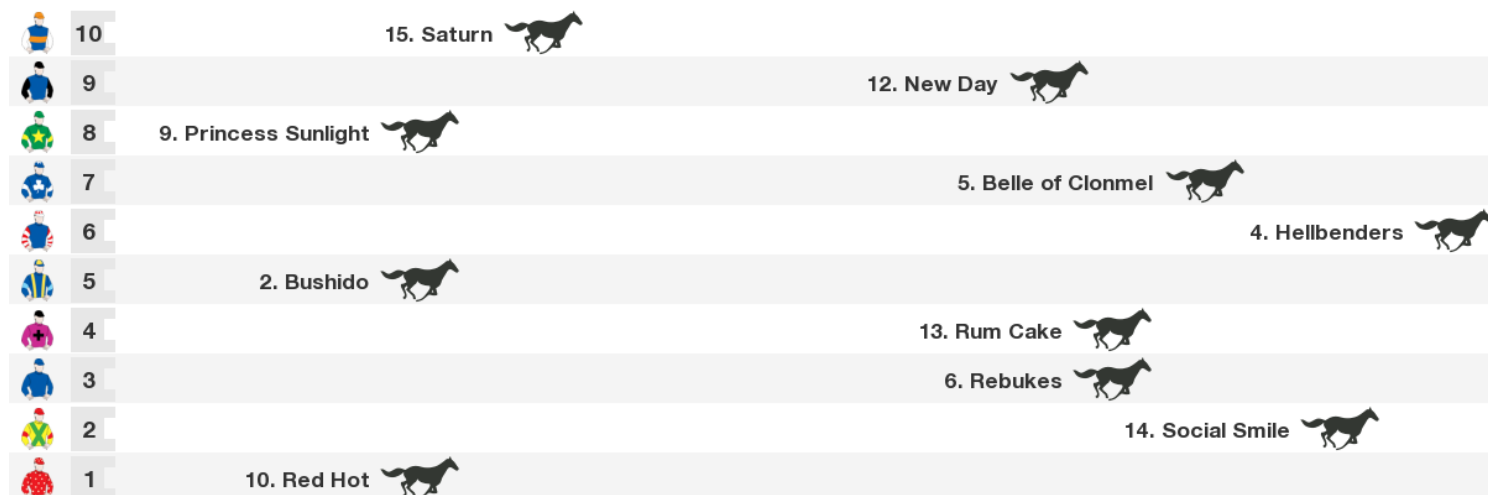 10 15. Saturn
9 12. New Day
8 9. Princess Sunlight
7 5. Belle of Clonmel
6 4. Hellbenders
5 2. Bushido
4 13. Rum Cake
3 6. Rebukes
2 14. Social Smile
1 10. Red Hot